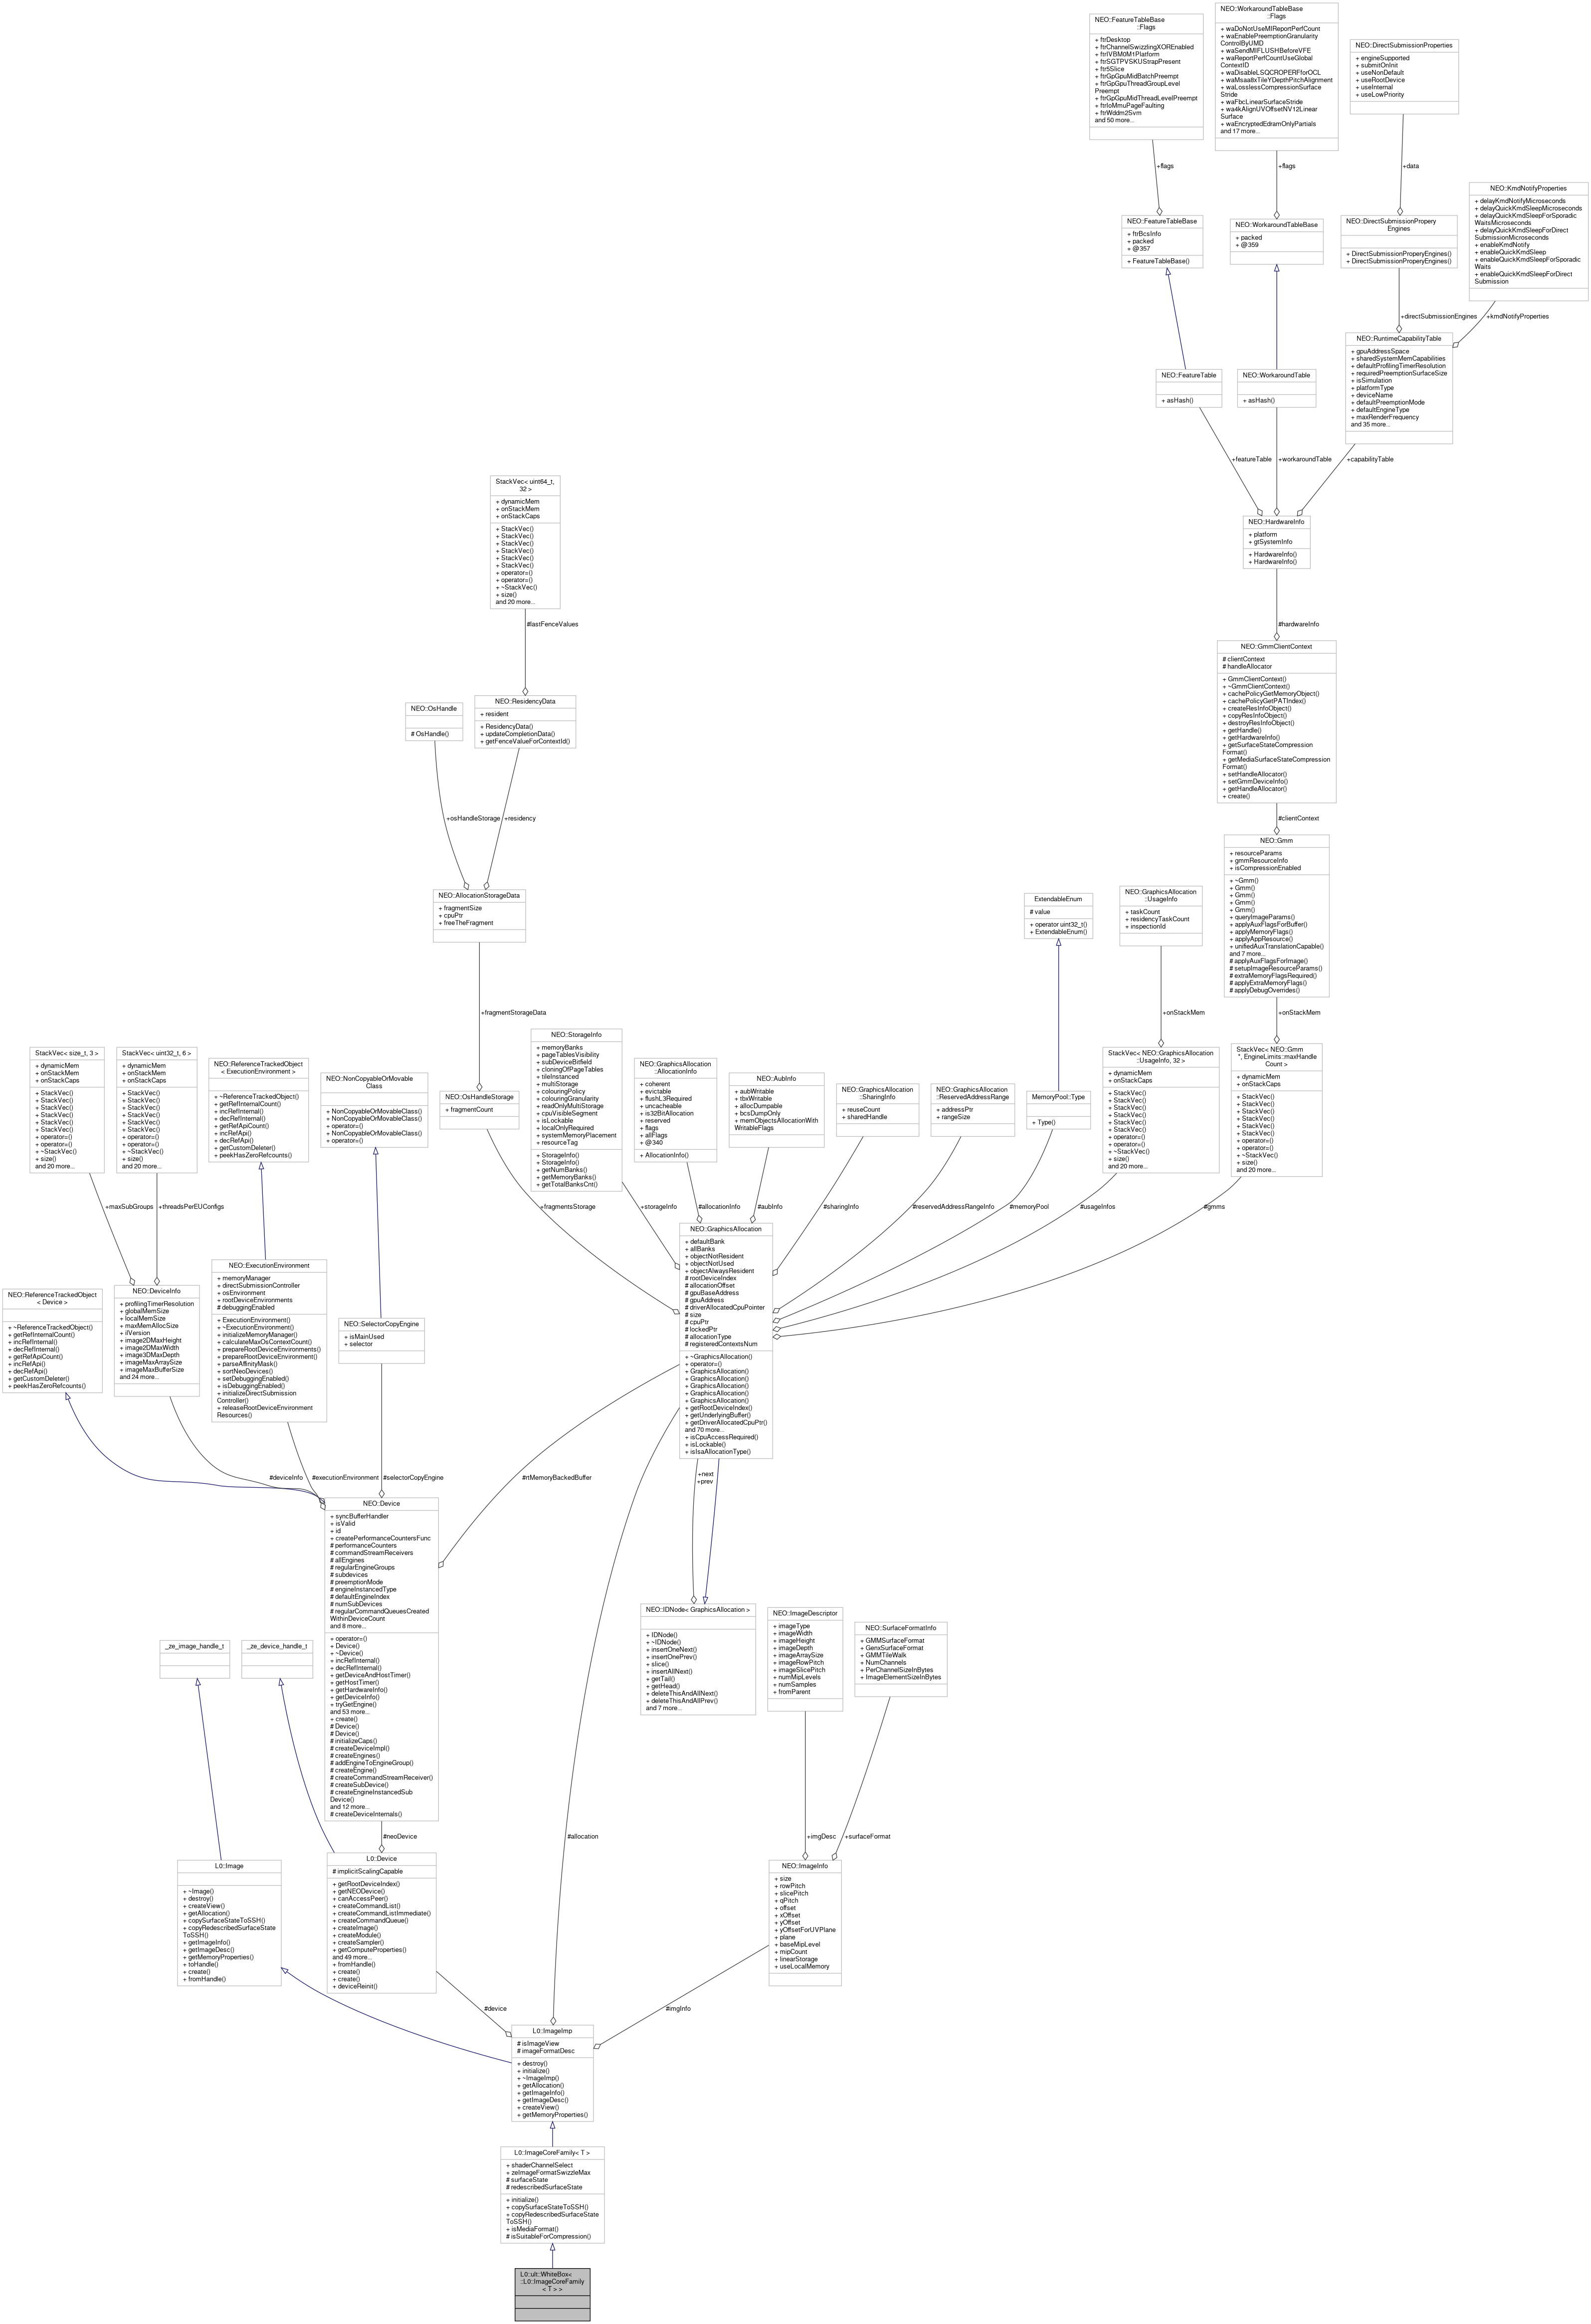 NEO::FeatureTableBase
::Flags
+ ftrDesktop
+ ftrChannelSwizzlingXOREnabled
+ ftrIVBM0M1Platform
+ ftrSGTPVSKUStrapPresent
+ ftr5Slice
+ ftrGpGpuMidBatchPreempt
+ ftrGpGpuThreadGroupLevel
Preempt
+ ftrGpGpuMidThreadLevelPreempt
+ ftrIoMmuPageFaulting
+ ftrWddm2Svm
and 50 more...
NEO::WorkaroundTableBase
::Flags
+ waDoNotUseMIReportPerfCount
+ waEnablePreemptionGranularity
ControlByUMD
+ waSendMIFLUSHBeforeVFE
+ waReportPerfCountUseGlobal
ContextID
+ waDisableLSQCROPERFforOCL
+ waMsaa8xTileYDepthPitchAlignment
+ waLosslessCompressionSurface
Stride
+ waFbcLinearSurfaceStride
+ wa4kAlignUVOffsetNV12Linear
Surface
+ waEncryptedEdramOnlyPartials
and 17 more...
NEO::DirectSubmissionProperties
+ engineSupported
+ submitOnInit
+ useNonDefault
+ useRootDevice
+ useInternal
+ useLowPriority
+flags
+flags
+data
NEO::KmdNotifyProperties
+ delayKmdNotifyMicroseconds
+ delayQuickKmdSleepMicroseconds
+ delayQuickKmdSleepForSporadic
WaitsMicroseconds
+ delayQuickKmdSleepForDirect
SubmissionMicroseconds
+ enableKmdNotify
+ enableQuickKmdSleep
+ enableQuickKmdSleepForSporadic
Waits
+ enableQuickKmdSleepForDirect
Submission
NEO::FeatureTableBase
+ ftrBcsInfo
+ packed
+ @357
+ FeatureTableBase()
NEO::WorkaroundTableBase
+ packed
+ @359
NEO::DirectSubmissionPropery
Engines
+ DirectSubmissionProperyEngines()
+ DirectSubmissionProperyEngines()
+directSubmissionEngines
+kmdNotifyProperties
NEO::RuntimeCapabilityTable
+ gpuAddressSpace
+ sharedSystemMemCapabilities
+ defaultProfilingTimerResolution
+ requiredPreemptionSurfaceSize
+ isSimulation
+ platformType
+ deviceName
+ defaultPreemptionMode
+ defaultEngineType
+ maxRenderFrequency
and 35 more...
NEO::FeatureTable
+ asHash()
NEO::WorkaroundTable
+ asHash()
+featureTable
+workaroundTable
+capabilityTable
NEO::HardwareInfo
+ platform
+ gtSystemInfo
+ HardwareInfo()
+ HardwareInfo()
#hardwareInfo
StackVec< uint64_t,
32 >
+ dynamicMem
+ onStackMem
+ onStackCaps
+ StackVec()
+ StackVec()
+ StackVec()
+ StackVec()
+ StackVec()
+ StackVec()
+ operator=()
+ operator=()
+ ~StackVec()
+ size()
and 20 more...
#lastFenceValues
NEO::GmmClientContext
# clientContext
# handleAllocator
+ GmmClientContext()
+ ~GmmClientContext()
+ cachePolicyGetMemoryObject()
+ cachePolicyGetPATIndex()
+ createResInfoObject()
+ copyResInfoObject()
+ destroyResInfoObject()
+ getHandle()
+ getHardwareInfo()
+ getSurfaceStateCompression
Format()
+ getMediaSurfaceStateCompression
Format()
+ setHandleAllocator()
+ setGmmDeviceInfo()
+ getHandleAllocator()
+ create()
#clientContext
NEO::OsHandle
# OsHandle()
NEO::ResidencyData
+ resident
+ ResidencyData()
+ updateCompletionData()
+ getFenceValueForContextId()
+osHandleStorage
+residency
NEO::Gmm
+ resourceParams
+ gmmResourceInfo
+ isCompressionEnabled
+ ~Gmm()
+ Gmm()
+ Gmm()
+ Gmm()
+ Gmm()
+ queryImageParams()
+ applyAuxFlagsForBuffer()
+ applyMemoryFlags()
+ applyAppResource()
+ unifiedAuxTranslationCapable()
and 7 more...
# applyAuxFlagsForImage()
# setupImageResourceParams()
# extraMemoryFlagsRequired()
# applyExtraMemoryFlags()
# applyDebugOverrides()
NEO::AllocationStorageData
+ fragmentSize
+ cpuPtr
+ freeTheFragment
ExtendableEnum
# value
+ operator uint32_t()
+ ExtendableEnum()
NEO::GraphicsAllocation
::UsageInfo
+ taskCount
+ residencyTaskCount
+ inspectionId
+fragmentStorageData
+onStackMem
+onStackMem
StackVec< size_t, 3 >
+ dynamicMem
+ onStackMem
+ onStackCaps
+ StackVec()
+ StackVec()
+ StackVec()
+ StackVec()
+ StackVec()
+ StackVec()
+ operator=()
+ operator=()
+ ~StackVec()
+ size()
and 20 more...
StackVec< uint32_t, 6 >
+ dynamicMem
+ onStackMem
+ onStackCaps
+ StackVec()
+ StackVec()
+ StackVec()
+ StackVec()
+ StackVec()
+ StackVec()
+ operator=()
+ operator=()
+ ~StackVec()
+ size()
and 20 more...
NEO::ReferenceTrackedObject
< ExecutionEnvironment >
+ ~ReferenceTrackedObject()
+ getRefInternalCount()
+ incRefInternal()
+ decRefInternal()
+ getRefApiCount()
+ incRefApi()
+ decRefApi()
+ getCustomDeleter()
+ peekHasZeroRefcounts()
NEO::NonCopyableOrMovable
Class
+ NonCopyableOrMovableClass()
+ NonCopyableOrMovableClass()
+ operator=()
+ NonCopyableOrMovableClass()
+ operator=()
NEO::OsHandleStorage
+ fragmentCount
NEO::StorageInfo
+ memoryBanks
+ pageTablesVisibility
+ subDeviceBitfield
+ cloningOfPageTables
+ tileInstanced
+ multiStorage
+ colouringPolicy
+ colouringGranularity
+ readOnlyMultiStorage
+ cpuVisibleSegment
+ isLockable
+ localOnlyRequired
+ systemMemoryPlacement
+ resourceTag
+ StorageInfo()
+ StorageInfo()
+ getNumBanks()
+ getMemoryBanks()
+ getTotalBanksCnt()
NEO::GraphicsAllocation
::AllocationInfo
+ coherent
+ evictable
+ flushL3Required
+ uncacheable
+ is32BitAllocation
+ reserved
+ flags
+ allFlags
+ @340
+ AllocationInfo()
NEO::AubInfo
+ aubWritable
+ tbxWritable
+ allocDumpable
+ bcsDumpOnly
+ memObjectsAllocationWith
WritableFlags
NEO::GraphicsAllocation
::SharingInfo
+ reuseCount
+ sharedHandle
NEO::GraphicsAllocation
::ReservedAddressRange
+ addressPtr
+ rangeSize
MemoryPool::Type
+ Type()
StackVec< NEO::GraphicsAllocation
::UsageInfo, 32 >
+ dynamicMem
+ onStackCaps
+ StackVec()
+ StackVec()
+ StackVec()
+ StackVec()
+ StackVec()
+ StackVec()
+ operator=()
+ operator=()
+ ~StackVec()
+ size()
and 20 more...
StackVec< NEO::Gmm
*, EngineLimits::maxHandle
Count >
+ dynamicMem
+ onStackCaps
+ StackVec()
+ StackVec()
+ StackVec()
+ StackVec()
+ StackVec()
+ StackVec()
+ operator=()
+ operator=()
+ ~StackVec()
+ size()
and 20 more...
+maxSubGroups
+threadsPerEUConfigs
+fragmentsStorage
+storageInfo
#allocationInfo
+aubInfo
#sharingInfo
#reservedAddressRangeInfo
#memoryPool
#usageInfos
#gmms
NEO::ReferenceTrackedObject
< Device >
+ ~ReferenceTrackedObject()
+ getRefInternalCount()
+ incRefInternal()
+ decRefInternal()
+ getRefApiCount()
+ incRefApi()
+ decRefApi()
+ getCustomDeleter()
+ peekHasZeroRefcounts()
NEO::DeviceInfo
+ profilingTimerResolution
+ globalMemSize
+ localMemSize
+ maxMemAllocSize
+ ilVersion
+ image2DMaxHeight
+ image2DMaxWidth
+ image3DMaxDepth
+ imageMaxArraySize
+ imageMaxBufferSize
and 24 more...
NEO::ExecutionEnvironment
+ memoryManager
+ directSubmissionController
+ osEnvironment
+ rootDeviceEnvironments
# debuggingEnabled
+ ExecutionEnvironment()
+ ~ExecutionEnvironment()
+ initializeMemoryManager()
+ calculateMaxOsContextCount()
+ prepareRootDeviceEnvironments()
+ prepareRootDeviceEnvironment()
+ parseAffinityMask()
+ sortNeoDevices()
+ setDebuggingEnabled()
+ isDebuggingEnabled()
+ initializeDirectSubmission
Controller()
+ releaseRootDeviceEnvironment
Resources()
NEO::SelectorCopyEngine
+ isMainUsed
+ selector
NEO::GraphicsAllocation
+ defaultBank
+ allBanks
+ objectNotResident
+ objectNotUsed
+ objectAlwaysResident
# rootDeviceIndex
# allocationOffset
# gpuBaseAddress
# gpuAddress
# driverAllocatedCpuPointer
# size
# cpuPtr
# lockedPtr
# allocationType
# registeredContextsNum
+ ~GraphicsAllocation()
+ operator=()
+ GraphicsAllocation()
+ GraphicsAllocation()
+ GraphicsAllocation()
+ GraphicsAllocation()
+ GraphicsAllocation()
+ getRootDeviceIndex()
+ getUnderlyingBuffer()
+ getDriverAllocatedCpuPtr()
and 70 more...
+ isCpuAccessRequired()
+ isLockable()
+ isIsaAllocationType()
#deviceInfo
#executionEnvironment
#selectorCopyEngine
#rtMemoryBackedBuffer
+next
+prev
NEO::Device
+ syncBufferHandler
+ isValid
+ id
+ createPerformanceCountersFunc
# performanceCounters
# commandStreamReceivers
# allEngines
# regularEngineGroups
# subdevices
# preemptionMode
# engineInstancedType
# defaultEngineIndex
# numSubDevices
# regularCommandQueuesCreated
WithinDeviceCount
and 8 more...
+ operator=()
+ Device()
+ ~Device()
+ incRefInternal()
+ decRefInternal()
+ getDeviceAndHostTimer()
+ getHostTimer()
+ getHardwareInfo()
+ getDeviceInfo()
+ tryGetEngine()
and 53 more...
+ create()
# Device()
# Device()
# initializeCaps()
# createDeviceImpl()
# createEngines()
# addEngineToEngineGroup()
# createEngine()
# createCommandStreamReceiver()
# createSubDevice()
# createEngineInstancedSub
Device()
and 12 more...
# createDeviceInternals()
NEO::IDNode< GraphicsAllocation >
+ IDNode()
+ ~IDNode()
+ insertOneNext()
+ insertOnePrev()
+ slice()
+ insertAllNext()
+ getTail()
+ getHead()
+ deleteThisAndAllNext()
+ deleteThisAndAllPrev()
and 7 more...
NEO::ImageDescriptor
+ imageType
+ imageWidth
+ imageHeight
+ imageDepth
+ imageArraySize
+ imageRowPitch
+ imageSlicePitch
+ numMipLevels
+ numSamples
+ fromParent
NEO::SurfaceFormatInfo
+ GMMSurfaceFormat
+ GenxSurfaceFormat
+ GMMTileWalk
+ NumChannels
+ PerChannelSizeInBytes
+ ImageElementSizeInBytes
_ze_image_handle_t
_ze_device_handle_t
#neoDevice
#allocation
+imgDesc
+surfaceFormat
L0::Image
+ ~Image()
+ destroy()
+ createView()
+ getAllocation()
+ copySurfaceStateToSSH()
+ copyRedescribedSurfaceState
ToSSH()
+ getImageInfo()
+ getImageDesc()
+ getMemoryProperties()
+ toHandle()
+ create()
+ fromHandle()
L0::Device
# implicitScalingCapable
+ getRootDeviceIndex()
+ getNEODevice()
+ canAccessPeer()
+ createCommandList()
+ createCommandListImmediate()
+ createCommandQueue()
+ createImage()
+ createModule()
+ createSampler()
+ getComputeProperties()
and 49 more...
+ fromHandle()
+ create()
+ create()
+ deviceReinit()
NEO::ImageInfo
+ size
+ rowPitch
+ slicePitch
+ qPitch
+ offset
+ xOffset
+ yOffset
+ yOffsetForUVPlane
+ plane
+ baseMipLevel
+ mipCount
+ linearStorage
+ useLocalMemory
#device
#imgInfo
L0::ImageImp
# isImageView
# imageFormatDesc
+ destroy()
+ initialize()
+ ~ImageImp()
+ getAllocation()
+ getImageInfo()
+ getImageDesc()
+ createView()
+ getMemoryProperties()
L0::ImageCoreFamily< T >
+ shaderChannelSelect
+ zeImageFormatSwizzleMax
# surfaceState
# redescribedSurfaceState
+ initialize()
+ copySurfaceStateToSSH()
+ copyRedescribedSurfaceState
ToSSH()
+ isMediaFormat()
# isSuitableForCompression()
L0::ult::WhiteBox<
::L0::ImageCoreFamily
< T > >